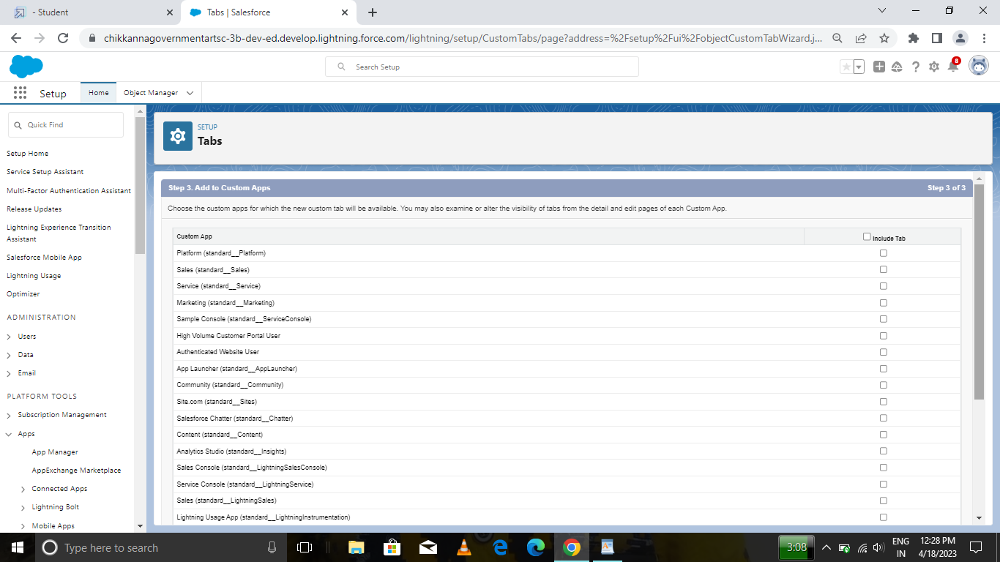 - Student
Tabs | Salesforce
chikkannagovernmentartsc-3b-dev-ed.develop.lightning.force.com/lightning/setup/CustomTabs/page?address=%2Fsetup%2Fui%2FobjectCustomTabWizard.j...
Search Setup
8
Setup
Home
Object Manager
Quick Find
Setup Home
Service Setup Assistant
Multi-Factor Authentication Assistant
Release Updates
Lightning Experience Transition
Assistant
Salesforce Mobile App
Lightning Usage
Optimizer
ADMINISTRATION
Users
Data
Email
PLATFORM TOOLS
Subscription Management
Apps
App Manager
AppExchange Marketplace
Connected Apps
Lightning Bolt
Mobile Apps
SETUP
Tabs
Step 3. Add to Custom Apps
Step 3 of 3
Choose the custom apps for which the new custom tab will be available. You may also examine or alter the visibility of tabs from the detail and edit pages of each Custom App.
Custom App
Include Tab
Platform (standard__Platform)
Sales (standard__Sales)
Service (standard__Service)
Marketing (standard__Marketing)
Sample Console (standard__ServiceConsole)
High Volume Customer Portal User
Authenticated Website User
App Launcher (standard__AppLauncher)
Community (standard__Community)
Site.com (standard__Sites)
Salesforce Chatter (standard__Chatter)
Content (standard__Content)
Analytics Studio (standard__Insights)
Sales Console (standard__LightningSalesConsole)
Service Console (standard__LightningService)
Sales (standard__LightningSales)
Lightning Usage App (standard__LightningInstrumentation)
Type here to search
3:08
ENG
IN
12:28 PM
4/18/2023